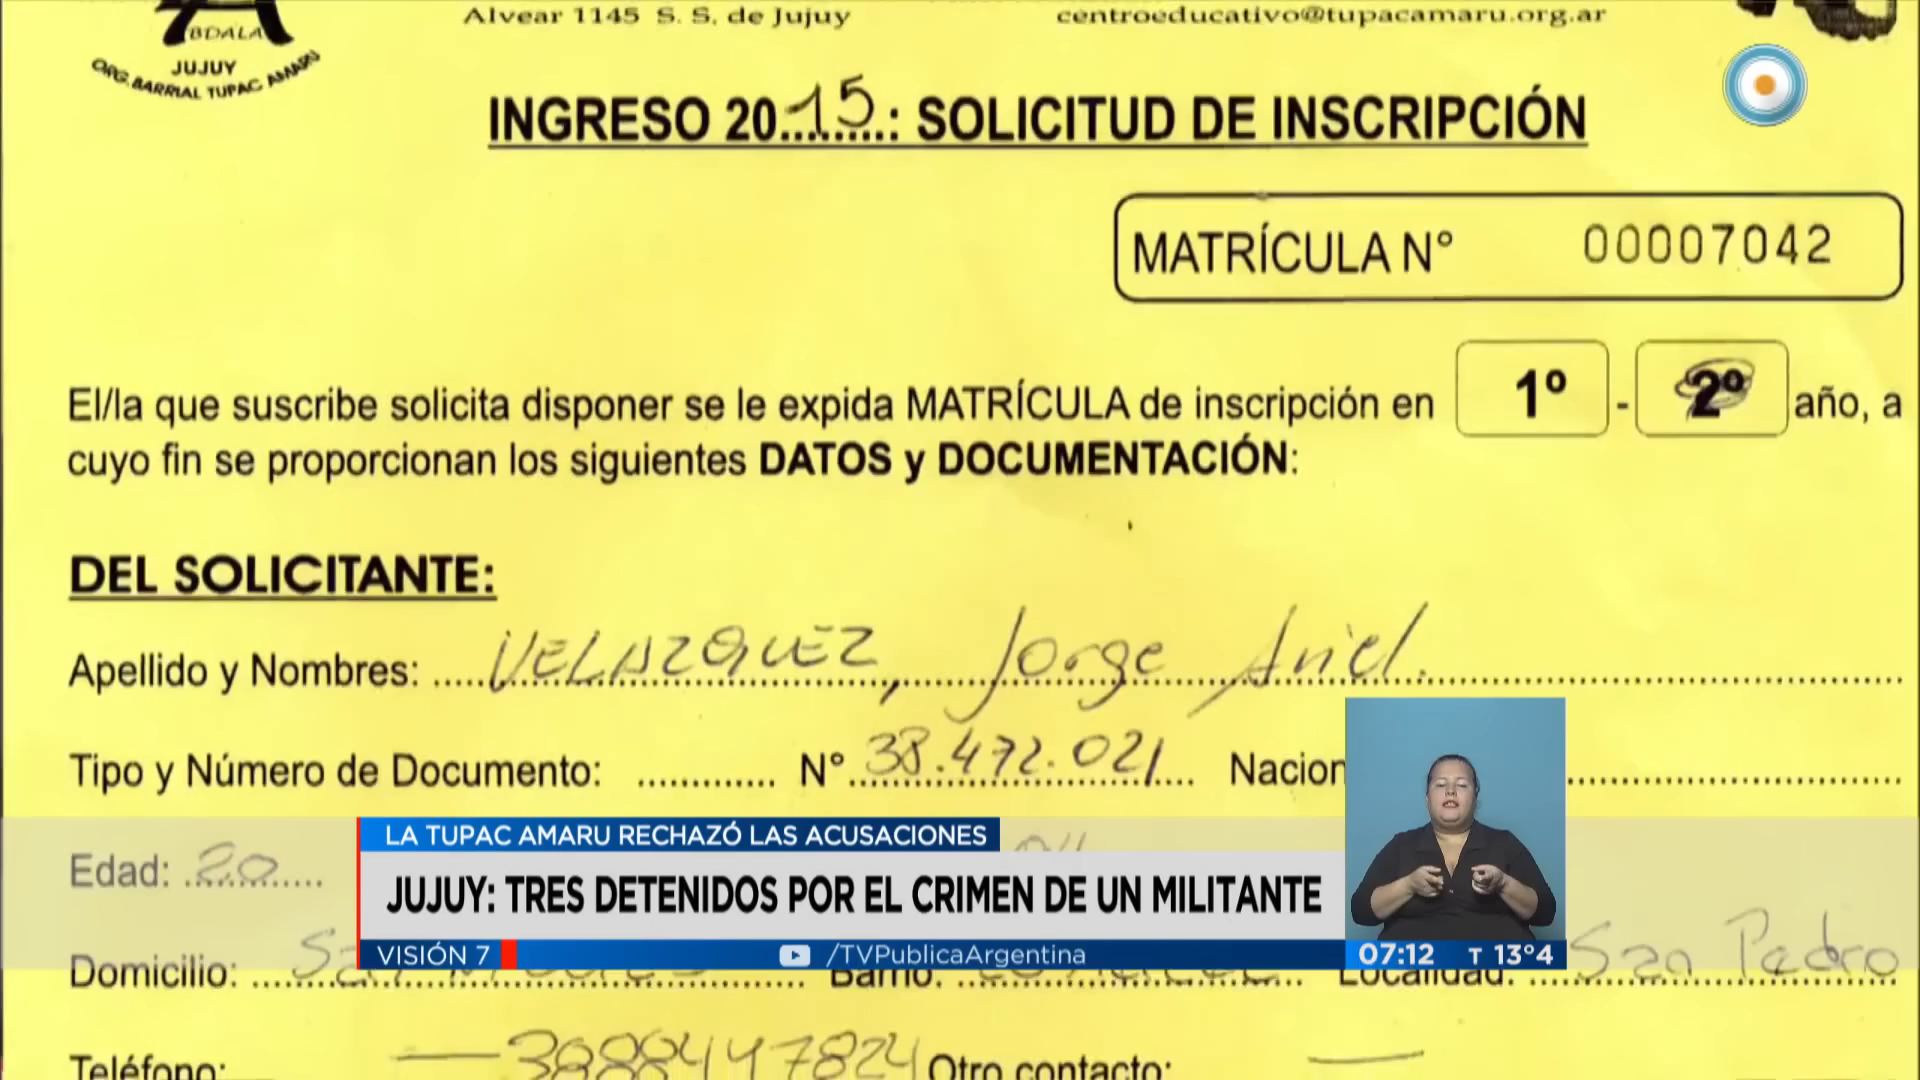 Alvear 1145 S. S. de Jujuy
centroeducativo@tupacamaru.org.ar
BDALA
JUJUY
ORG. BARRIAL TUPAC AMARU
INGRESO 2015: SOLICITUD DE INSCRIPCIÓN
MATRÍCULA N° 00007042
El/la que suscribe solicita disponer se le expida MATRÍCULA de inscripción en 1º - 2º año, a
cuyo fin se proporcionan los siguientes DATOS y DOCUMENTACIÓN:
DEL SOLICITANTE:
Apellido y Nombres: VELAZQUEZ, Jorge Ariel.
Tipo y Número de Documento: N° 38.472.021 Nacion
Edad: 20
LA TUPAC AMARU RECHAZÓ LAS ACUSACIONES
JUJUY: TRES DETENIDOS POR EL CRIMEN DE UN MILITANTE
VISIÓN 7 /TVPublicaArgentina 07:12 T 13°4
Domicilio: Barrio: Localidad: San Pedro
Teléfono: 3888447824 Otro contacto: